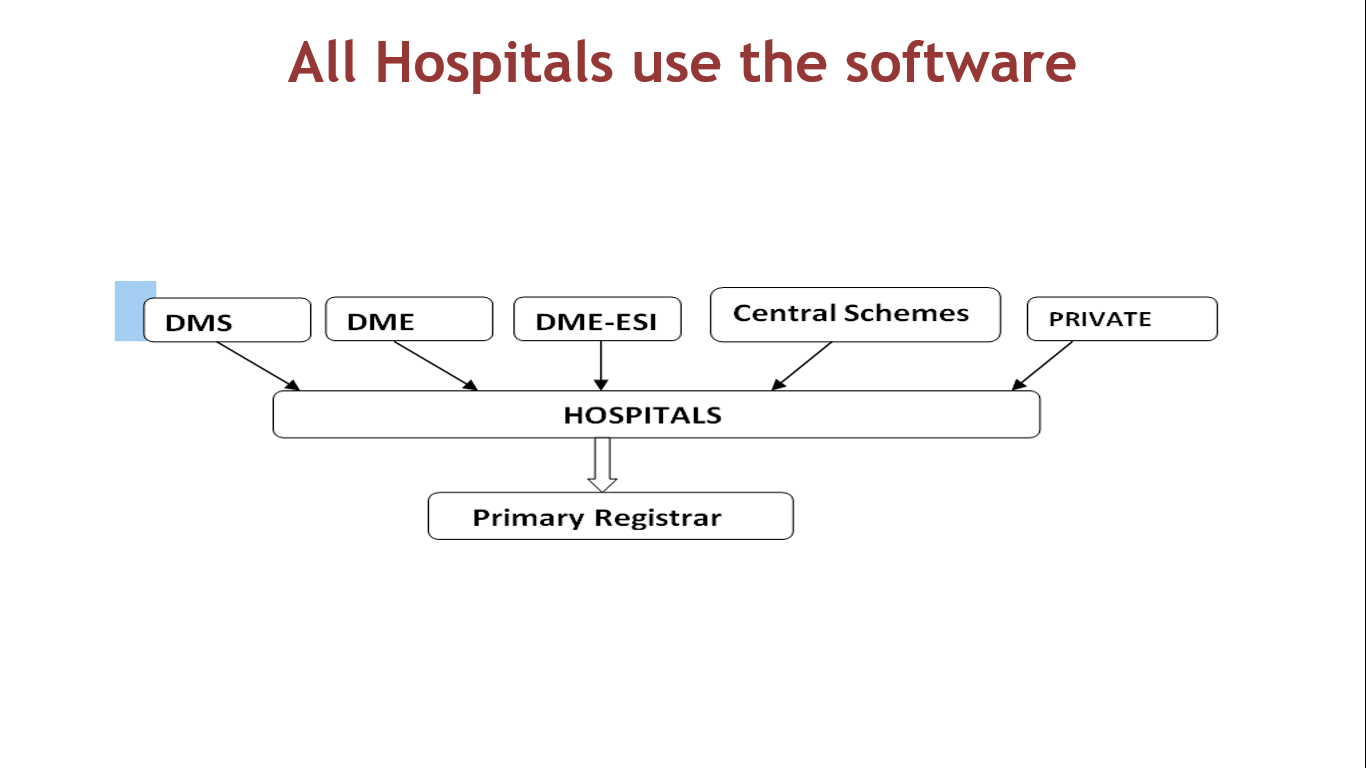 All Hospitals use the software
DMS
DME
DME-ESI
Central Schemes
PRIVATE
HOSPITALS
Primary Registrar